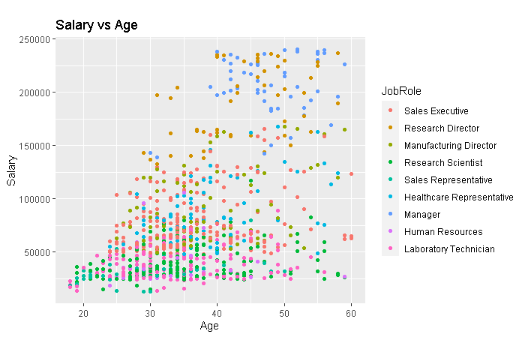 Salary vs Age
250000
200000
150000
100000
50000
Salary
20
30
40
50
60
Age
JobRole
Sales Executive
Research Director
Manufacturing Director
Research Scientist
Sales Representative
Healthcare Representative
Manager
Human Resources
Laboratory Technician